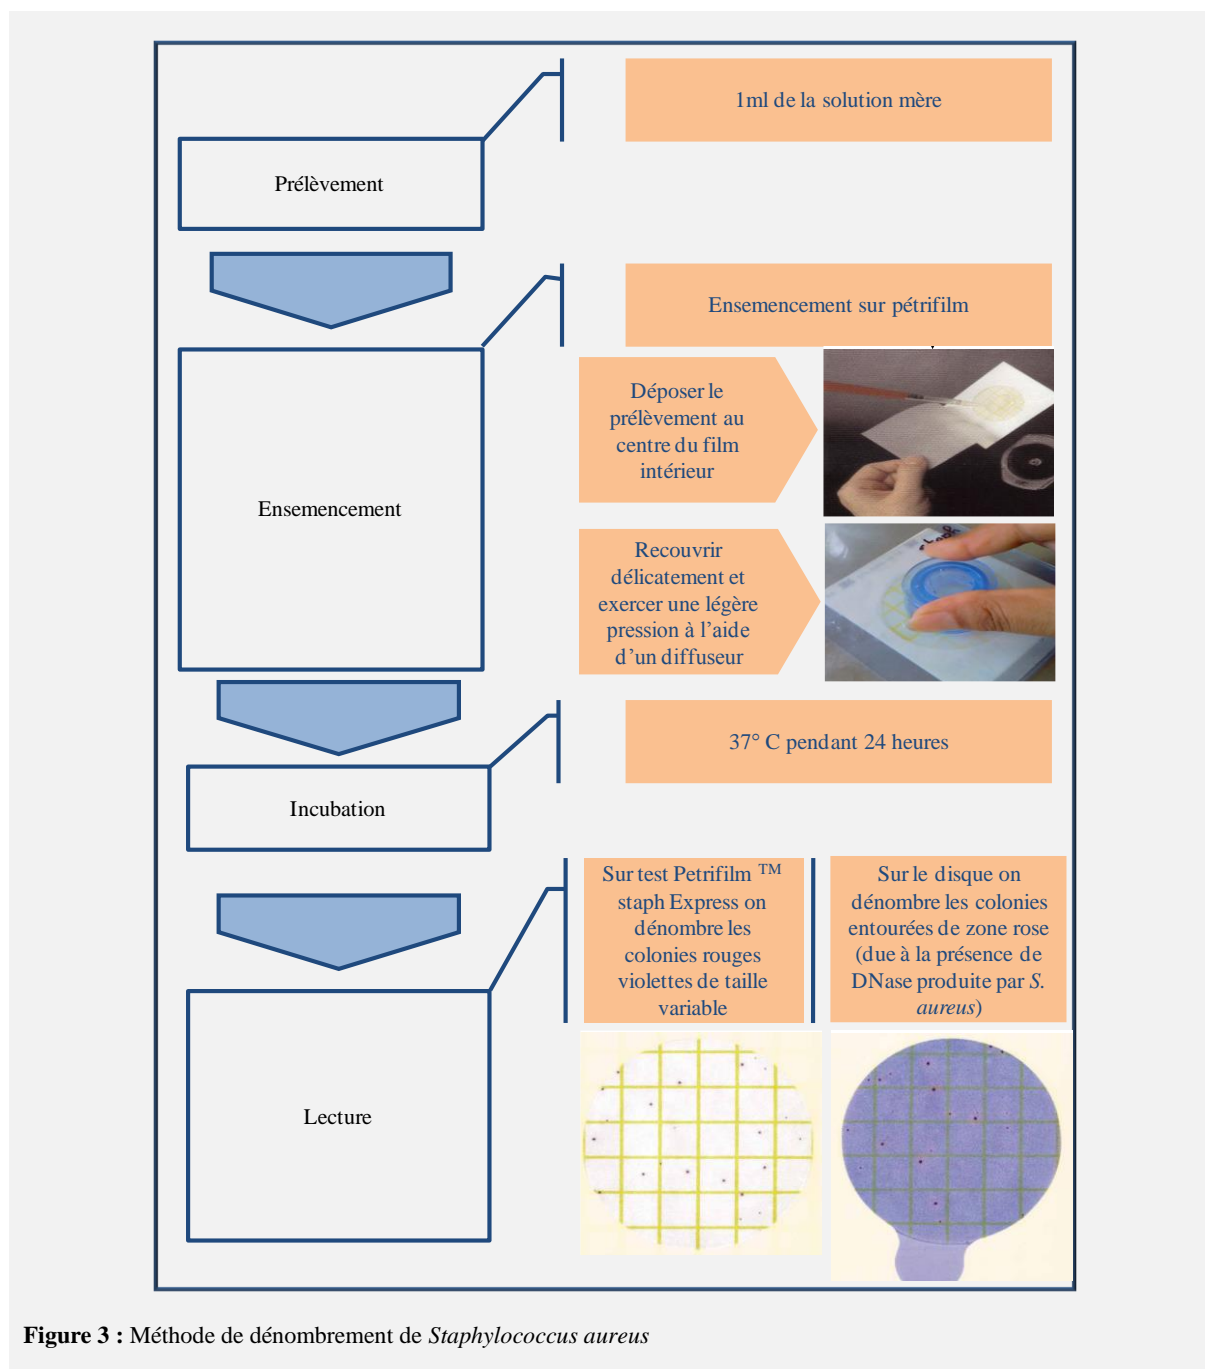 1ml de la solution mère
Prélèvement
Ensemencement sur pétrifilm
Ensemencement
Déposer le
prélèvement au
centre du film
intérieur
Recouvrir
délicatement et
exercer une légère
pression à l’aide
d’un diffuseur
37° C pendant 24 heures
Incubation
Lecture
Sur test Petrifilm TM
staph Express on
dénombre les
colonies rouges
violettes de taille
variable
Sur le disque on
dénombre les colonies
entourées de zone rose
(due à la présence de
DNase produite par S.
aureus)
Figure 3 : Méthode de dénombrement de Staphylococcus aureus